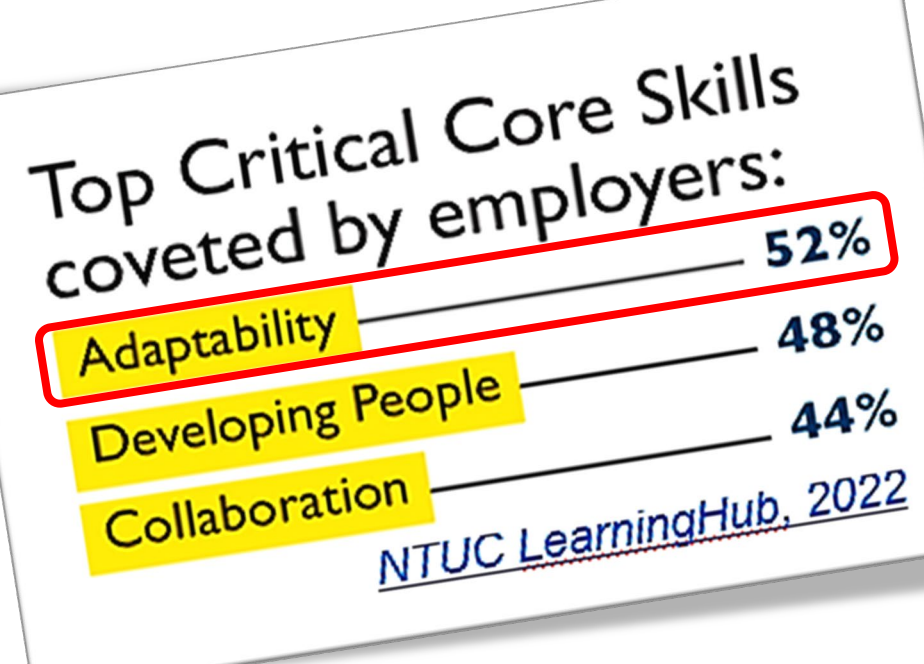 Top Critical Core Skills
coveted by employers:
Adaptability 52%
Developing People 48%
Collaboration 44%
NTUC LearningHub, 2022